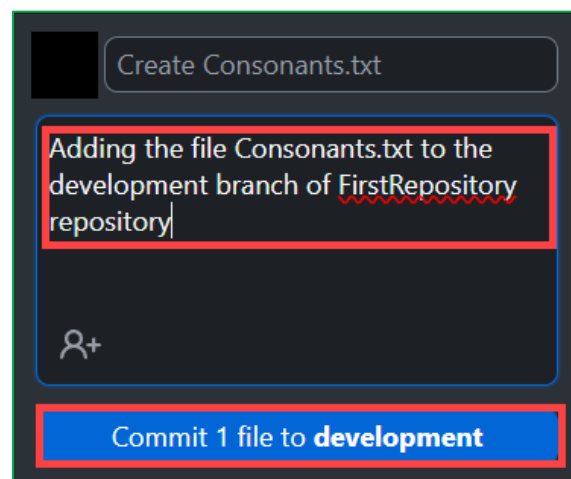 Create Consonants.txt
Adding the file Consonants.txt to the
development branch of FirstRepository
repository
Commit 1 file to development